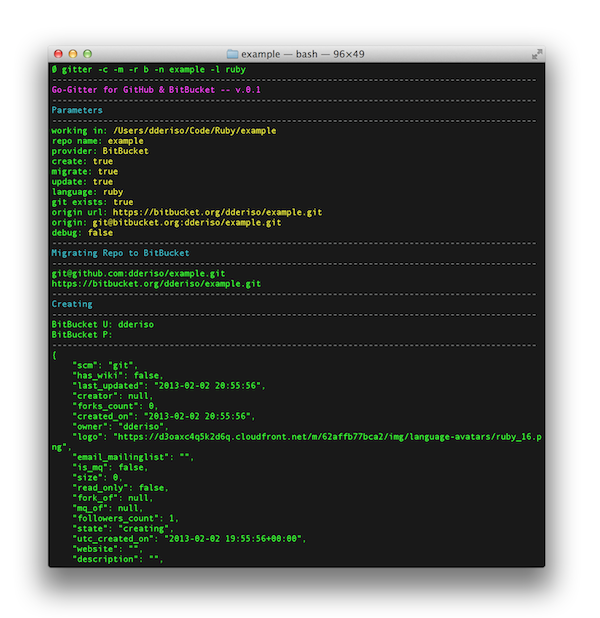 example — bash — 96×49
0 gitter -c -m -r b -n example -l ruby
Go-Gitter for GitHub & BitBucket -- v.0.1
Parameters
working in: /Users/dderiso/Code/Ruby/example
repo name: example
provider: BitBucket
create: true
migrate: true
update: true
language: ruby
git exists: true
origin url: https://bitbucket.org/dderiso/example.git
origin: git@bitbucket.org:dderiso/example.git
debug: false
Migrating Repo to BitBucket
git@github.com:dderiso/example.git
https://bitbucket.org/dderiso/example.git
Creating
BitBucket U: dderiso
BitBucket P:
{
    "scm": "git",
    "has_wiki": false,
    "last_updated": "2013-02-02 20:55:56",
    "creator": null,
    "forks_count": 0,
    "created_on": "2013-02-02 20:55:56",
    "owner": "dderiso",
    "logo": "https://d3oaxc4q5k2d6q.cloudfront.net/m/62affb77bca2/img/language-avatars/ruby_16.p
ng",
    "email_mailinglist": "",
    "is_mq": false,
    "size": 0,
    "read_only": false,
    "fork_of": null,
    "mq_of": null,
    "followers_count": 1,
    "state": "creating",
    "utc_created_on": "2013-02-02 19:55:56+00:00",
    "website": "",
    "description": "",